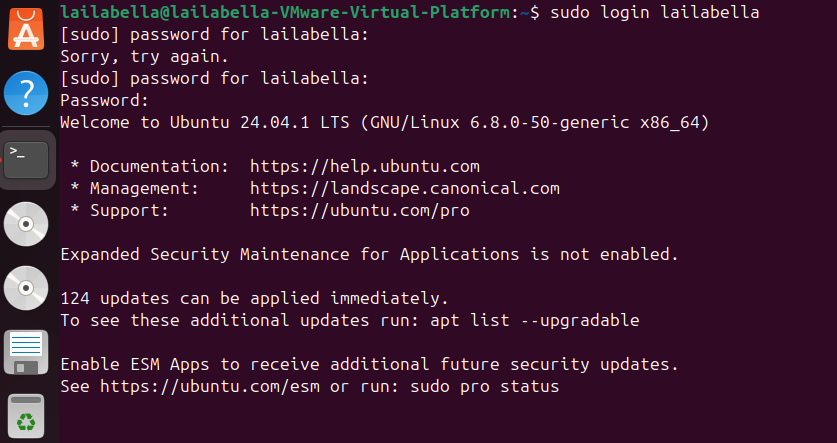 lailabella@lailabella-VMware-Virtual-Platform:~$ sudo login lailabella
[sudo] password for lailabella:
Sorry, try again.
[sudo] password for lailabella:
Password:
Welcome to Ubuntu 24.04.1 LTS (GNU/Linux 6.8.0-50-generic x86_64)

 * Documentation:  https://help.ubuntu.com
 * Management:     https://landscape.canonical.com
 * Support:        https://ubuntu.com/pro

Expanded Security Maintenance for Applications is not enabled.

124 updates can be applied immediately.
To see these additional updates run: apt list --upgradable

Enable ESM Apps to receive additional future security updates.
See https://ubuntu.com/esm or run: sudo pro status